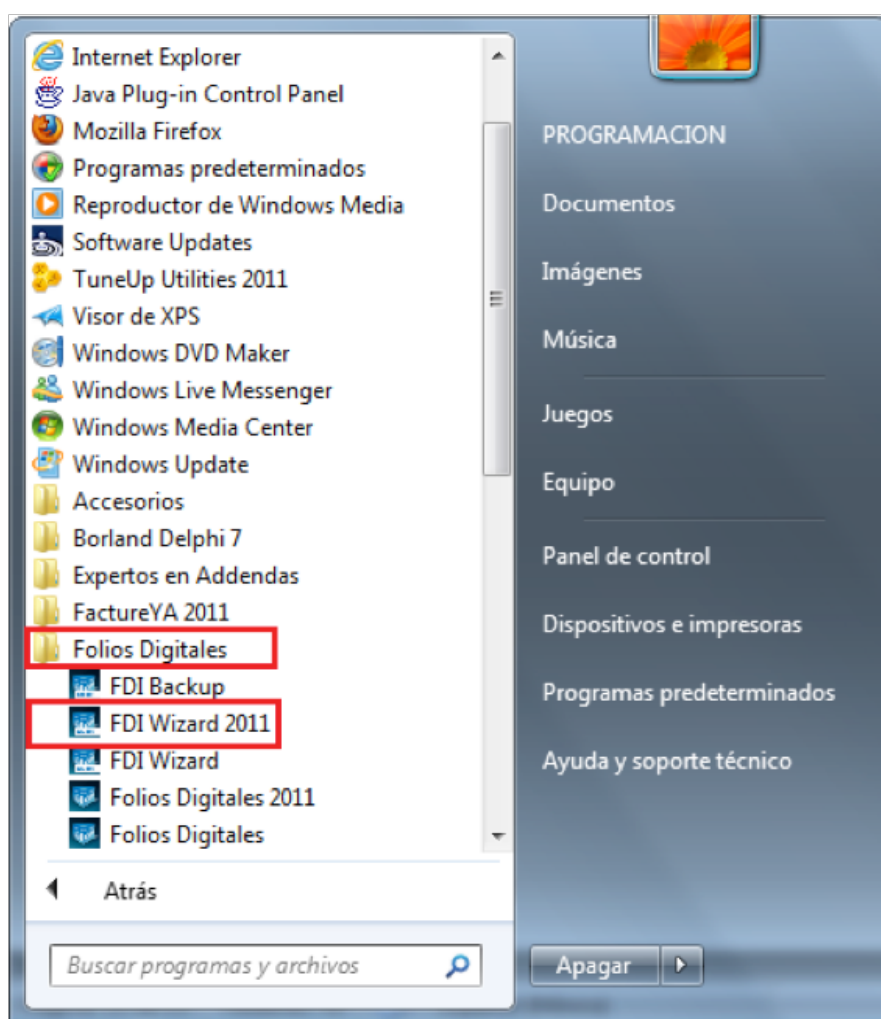 Internet Explorer
Java Plug-in Control Panel
Mozilla Firefox
Programas predeterminados
Reproductor de Windows Media
Software Updates
TuneUp Utilities 2011
Visor de XPS
Windows DVD Maker
Windows Live Messenger
Windows Media Center
Windows Update
Accesorios
Borland Delphi 7
Expertos en Addendas
FactureYA 2011
Folios Digitales
FDI Backup
FDI Wizard 2011
FDI Wizard
Folios Digitales 2011
Folios Digitales
Atrás
Buscar programas y archivos
PROGRAMACION
Documentos
Imágenes
Música
Juegos
Equipo
Panel de control
Dispositivos e impresoras
Programas predeterminados
Ayuda y soporte técnico
Apagar